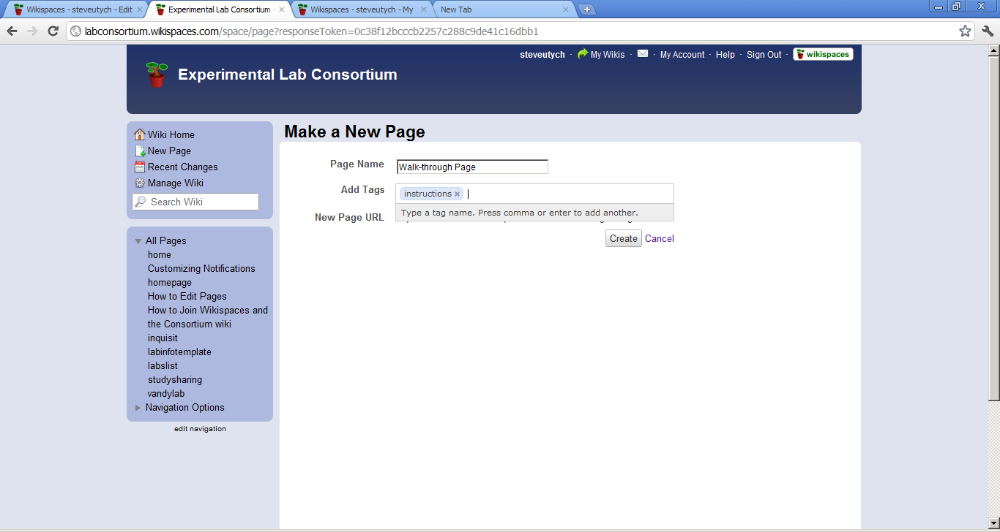 Wikispaces - steveutych - Edit
Experimental Lab Consortium -
Wikispaces - steveutych - My
New Tab
labconsortium.wikispaces.com/space/page?responseToken=0c38f12bcccb2257c288c9de41c16dbb1
steveutych · My Wikis · · My Account · Help · Sign Out · wikispaces
Experimental Lab Consortium
Wiki Home
New Page
Recent Changes
Manage Wiki
Search Wiki
All Pages
home
Customizing Notifications
homepage
How to Edit Pages
How to Join Wikispaces and
the Consortium wiki
inquisit
labinfotemplate
labslist
studysharing
vandylab
Navigation Options
edit navigation
Make a New Page
Page Name Walk-through Page
Add Tags instructions
Type a tag name. Press comma or enter to add another.
New Page URL
Create Cancel